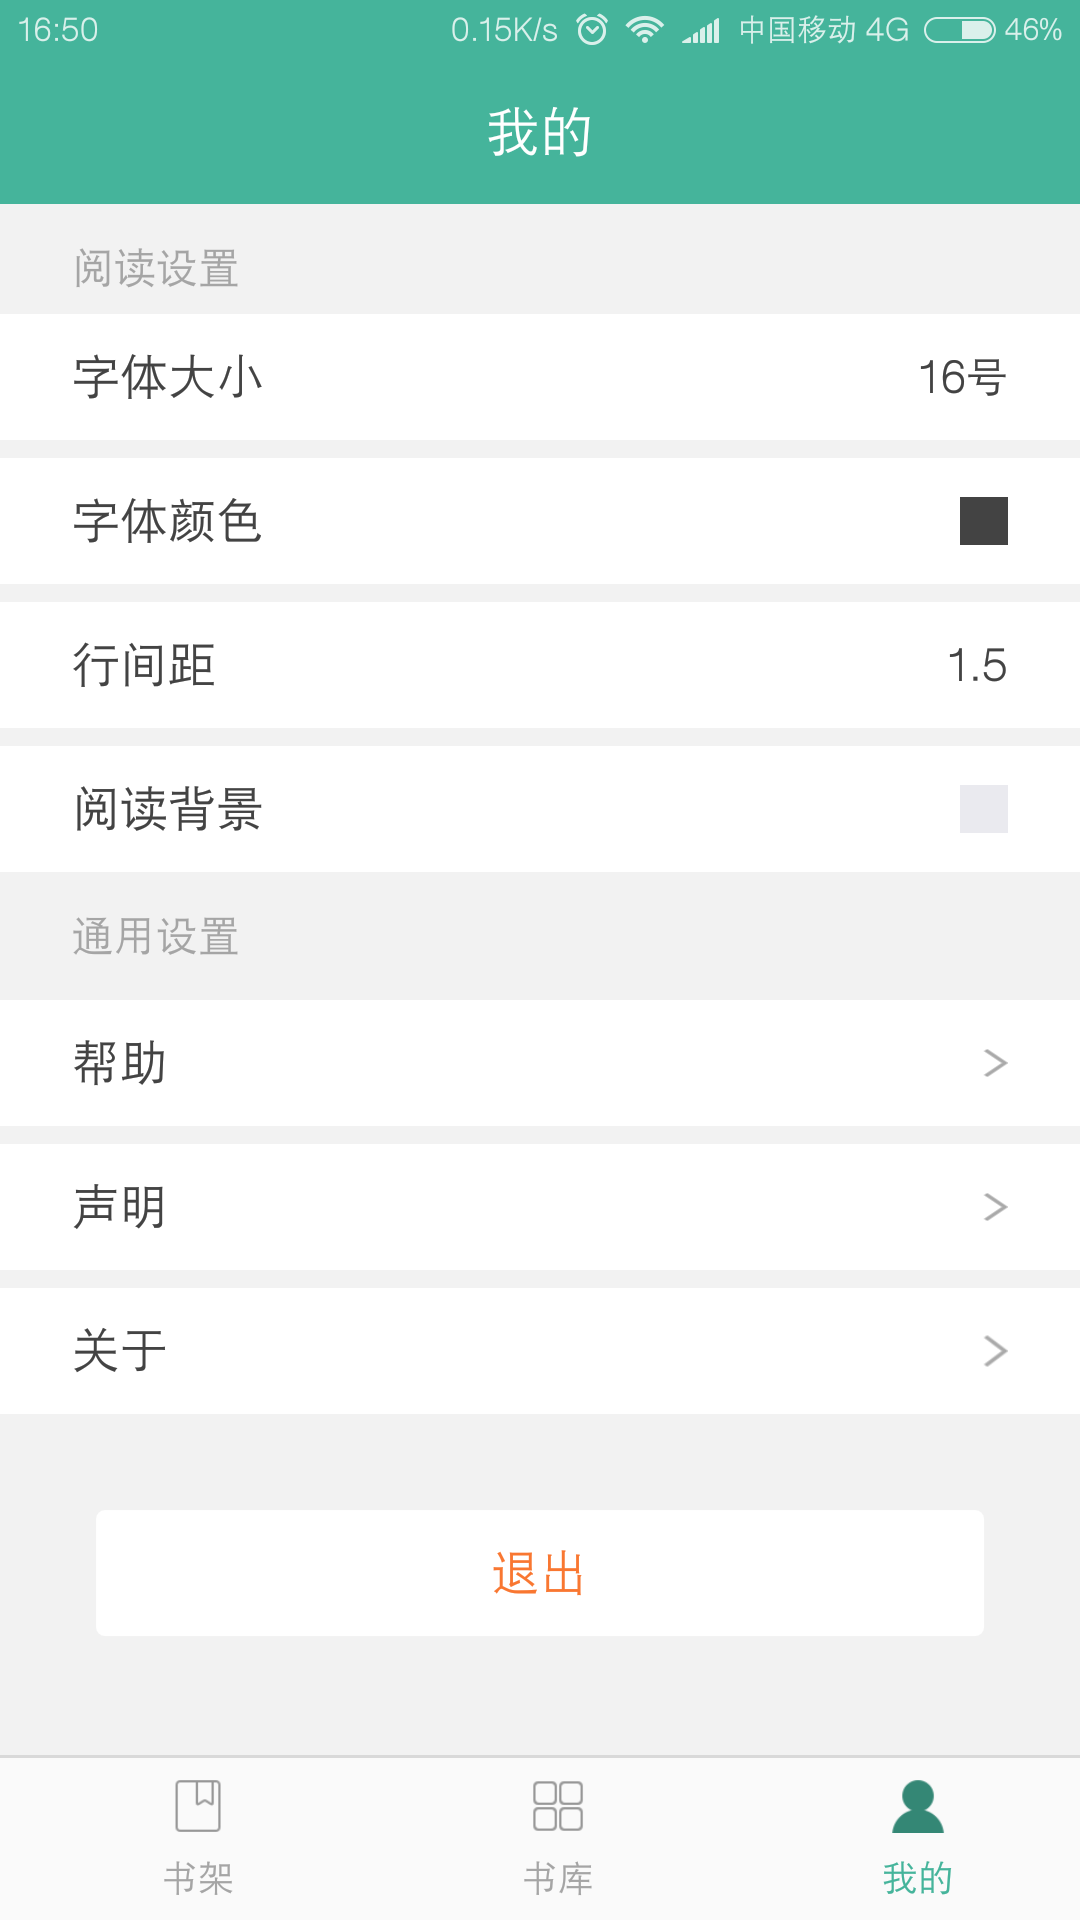 16:50 0.15K/s 中国移动 4G 46%
我的
阅读设置
字体大小 16号
字体颜色
行间距 1.5
阅读背景
通用设置
帮助
声明
关于
退出
书架 书库 我的